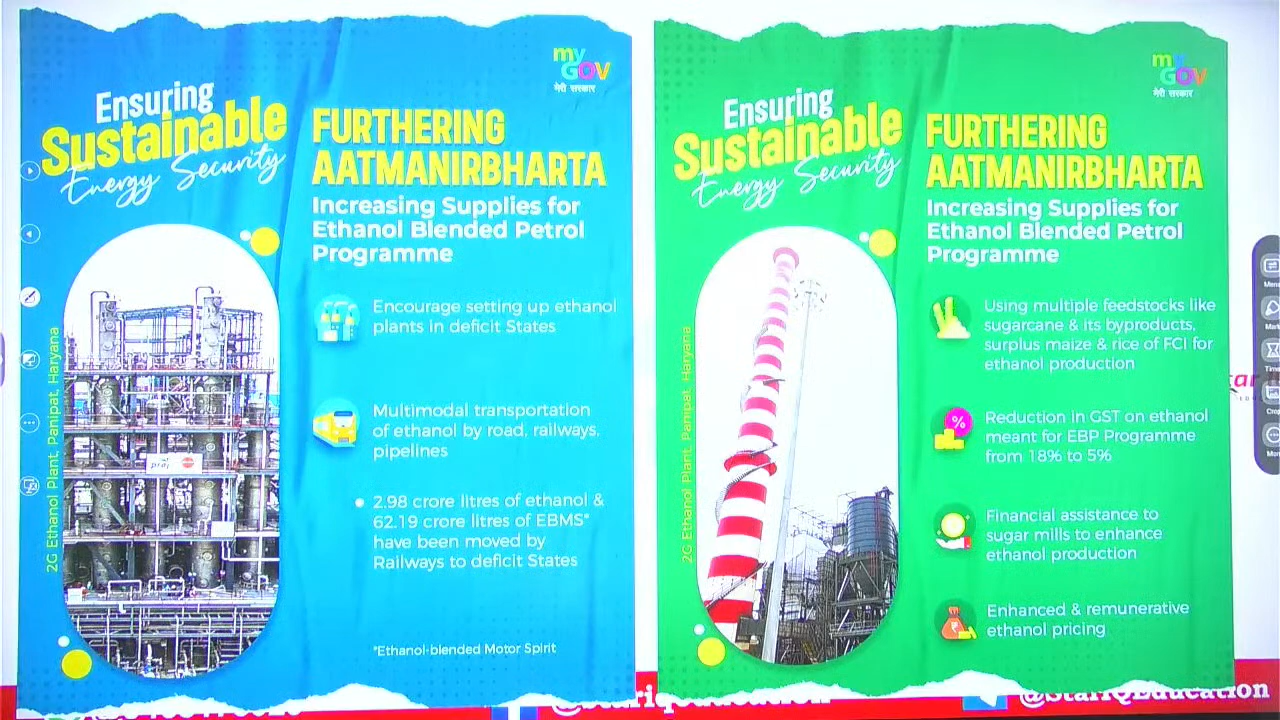 my
GOV
मेरी सरकार
Ensuring
Sustainable
Energy Security
FURTHERING
AATMANIRBHARTA
Increasing Supplies for
Ethanol Blended Petrol
Programme
Encourage setting up ethanol
plants in deficit States
Multimodal transportation
of ethanol by road, railways,
pipelines
2.98 crore litres of ethanol &
62.19 crore litres of EBMS*
have been moved by
Railways to deficit States
*Ethanol-blended Motor Spirit
2G Ethanol Plant, Panipat, Haryana
praj
my
GOV
मेरी सरकार
Ensuring
Sustainable
Energy Security
FURTHERING
AATMANIRBHARTA
Increasing Supplies for
Ethanol Blended Petrol
Programme
Using multiple feedstocks like
sugarcane & its byproducts,
surplus maize & rice of FCI for
ethanol production
%
Reduction in GST on ethanol
meant for EBP Programme
from 18% to 5%
Financial assistance to
sugar mills to enhance
ethanol production
₹
Enhanced & remunerative
ethanol pricing
2G Ethanol Plant, Panipat, Haryana
@StarIQEducation